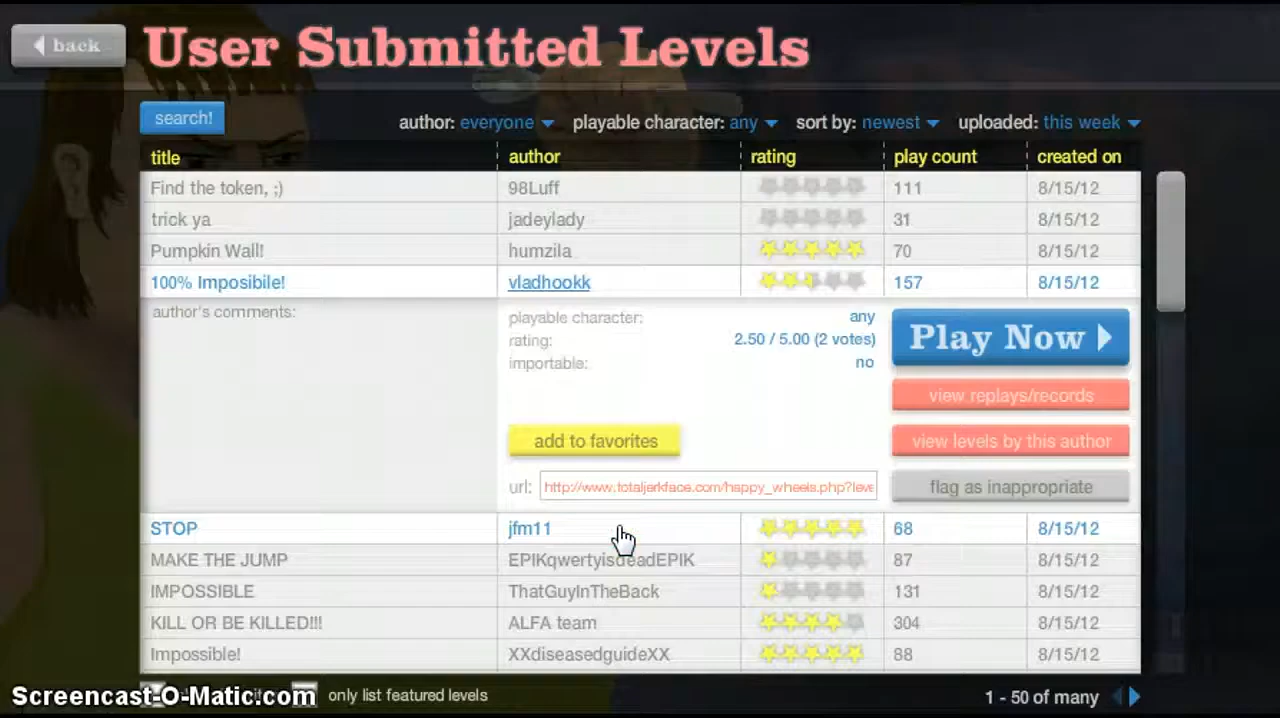 back
User Submitted Levels
search!
author: everyone playable character: any sort by: newest uploaded: this week
title author rating play count created on
Find the token, ;) 98Luff 111 8/15/12
trick ya jadeylady 31 8/15/12
Pumpkin Wall! humzila 70 8/15/12
100% Imposibile! vladhookk 157 8/15/12
author's comments:
playable character: any
rating: 2.50 / 5.00 (2 votes)
importable: no
Play Now
view replays/records
add to favorites
view levels by this author
url: http://www.totaljerkface.com/happy_wheels.php?leve
flag as inappropriate
STOP jfm11 68 8/15/12
MAKE THE JUMP EPIKqwertyisdeadEPIK 87 8/15/12
IMPOSSIBLE ThatGuyInTheBack 131 8/15/12
KILL OR BE KILLED!!! ALFA team 304 8/15/12
Impossible! XXdiseasedguideXX 88 8/15/12
Screencast-O-Matic.com only list featured levels 1 - 50 of many